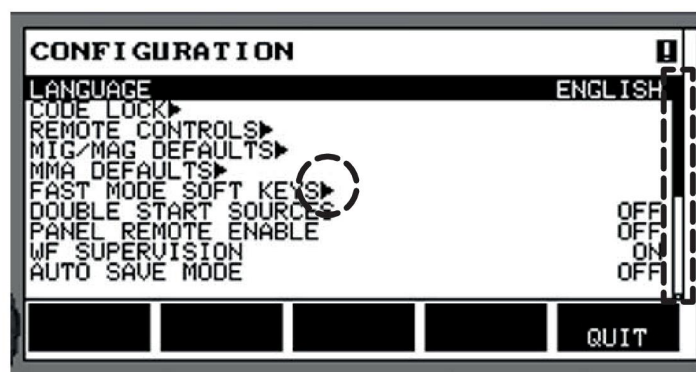 CONFIGURATION
LANGUAGE ENGLISH
CODE LOCK▶
REMOTE CONTROLS▶
MIG/MAG DEFAULTS▶
MMA DEFAULTS▶
FAST MODE SOFT KEYS▶
DOUBLE START SOURCES OFF
PANEL REMOTE ENABLE OFF
WF SUPERVISION ON
AUTO SAVE MODE OFF
QUIT